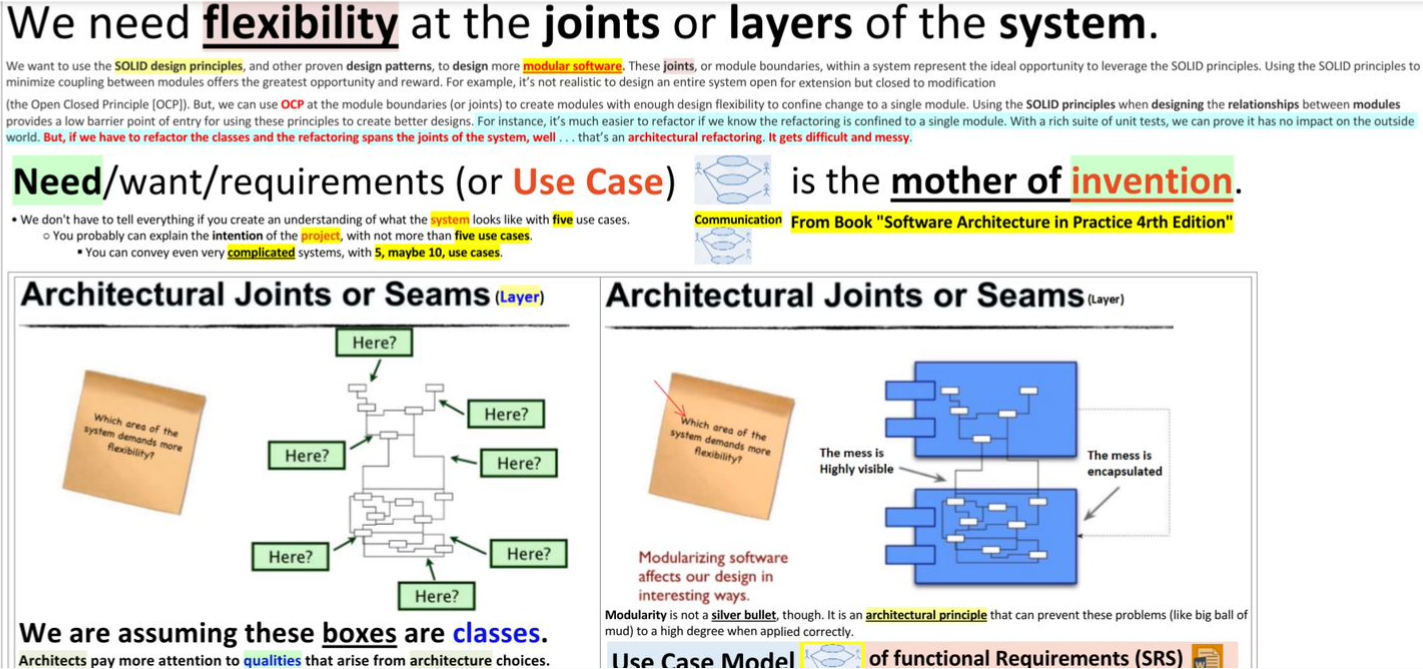 We need flexibility at the joints or layers of the system.
We want to use the SOLID design principles, and other proven design patterns, to design more modular software. These joints, or module boundaries, within a system represent the ideal opportunity to leverage the SOLID principles. Using the SOLID principles to
minimize coupling between modules offers the greatest opportunity and reward. For example, it's not realistic to design an entire system open for extension but closed to modification
(the Open Closed Principle [OCP]). But, we can use OCP at the module boundaries (or joints) to create modules with enough design flexibility to confine change to a single module. Using the SOLID principles when designing the relationships between modules
provides a low barrier point of entry for using these principles to create better designs. For instance, it's much easier to refactor if we know the refactoring is confined to a single module. With a rich suite of unit tests, we can prove it has no impact on the outside
world. But, if we have to refactor the classes and the refactoring spans the joints of the system, well . . . that's an architectural refactoring. It gets difficult and messy.
Need/want/requirements (or Use Case) is the mother of invention.
• We don't have to tell everything if you create an understanding of what the system looks like with five use cases.
○ You probably can explain the intention of the project, with not more than five use cases.
▪ You can convey even very complicated systems, with 5, maybe 10, use cases.
Communication
From Book "Software Architecture in Practice 4rth Edition"
Architectural Joints or Seams (Layer)
Here?
Which area of the
system demands more
flexibility?
Here?
Here?
Here?
Here?
Here?
Here?
We are assuming these boxes are classes.
Architects pay more attention to qualities that arise from architecture choices.
Architectural Joints or Seams (Layer)
Which area of the
system demands more
flexibility?
The mess is
Highly visible
The mess is
encapsulated
Modularizing software
affects our design in
interesting ways.
Modularity is not a silver bullet, though. It is an architectural principle that can prevent these problems (like big ball of
mud) to a high degree when applied correctly.
Use Case Model of functional Requirements (SRS)